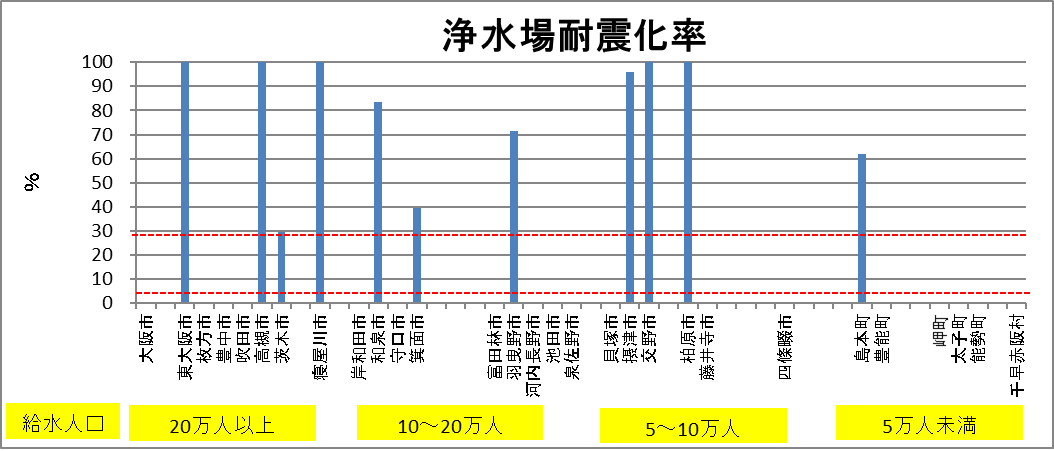 浄水場耐震化率
100
90
80
70
60
50
40
30
20
10
0
%
大阪市
東大阪市
枚方市
豊中市
吹田市
高槻市
茨木市
寝屋川市
岸和田市
和泉市
守口市
箕面市
富田林市
羽曳野市
河内長野市
池田市
泉佐野市
貝塚市
摂津市
交野市
柏原市
藤井寺市
四條畷市
島本町
豊能町
岬町
太子町
能勢町
千早赤阪村
給水人口
20万人以上
10～20万人
5～10万人
5万人未満